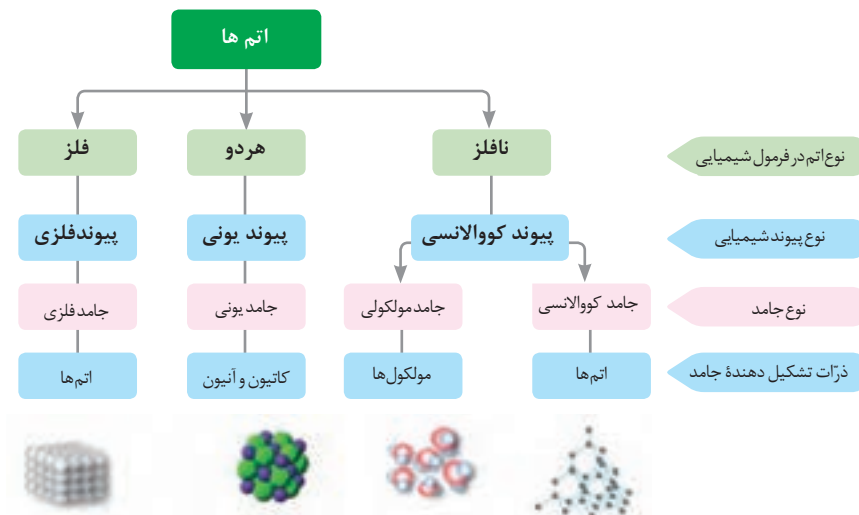 اتم ها
نوع اتم در فرمول شیمیایی
نافلز
هردو
فلز
نوع پیوند شیمیایی
پیوند کووالانسی
پیوند یونی
پیوندفلزی
نوع جامد
جامد کووالانسی
جامد مولکولی
جامد یونی
جامد فلزی
ذرّات تشکیل دهندۀ جامد
اتم‌ها
مولکول‌ها
کاتیون و آنیون
اتم‌ها